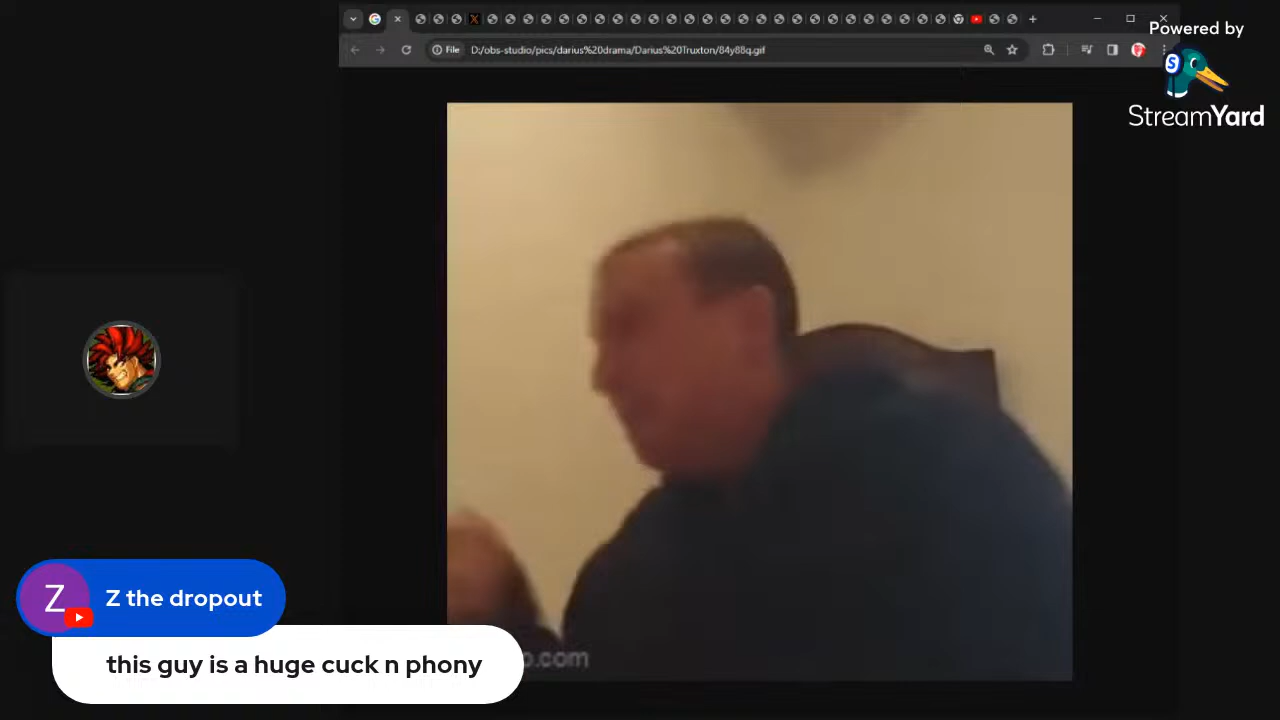 File
D:/obs-studio/pics/darius%20drama/Darius%20Truxton/84y88q.gif
Powered by
StreamYard
Z
Z the dropout
this guy is a huge cuck n phony
.com